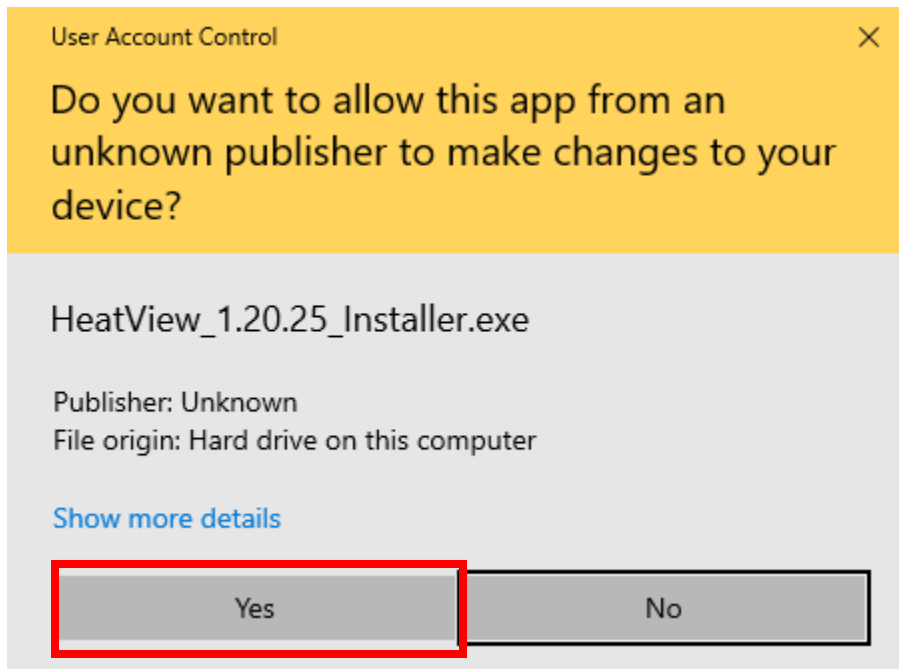 User Account Control
Do you want to allow this app from an
unknown publisher to make changes to your
device?
HeatView_1.20.25_Installer.exe
Publisher: Unknown
File origin: Hard drive on this computer
Show more details
Yes
No